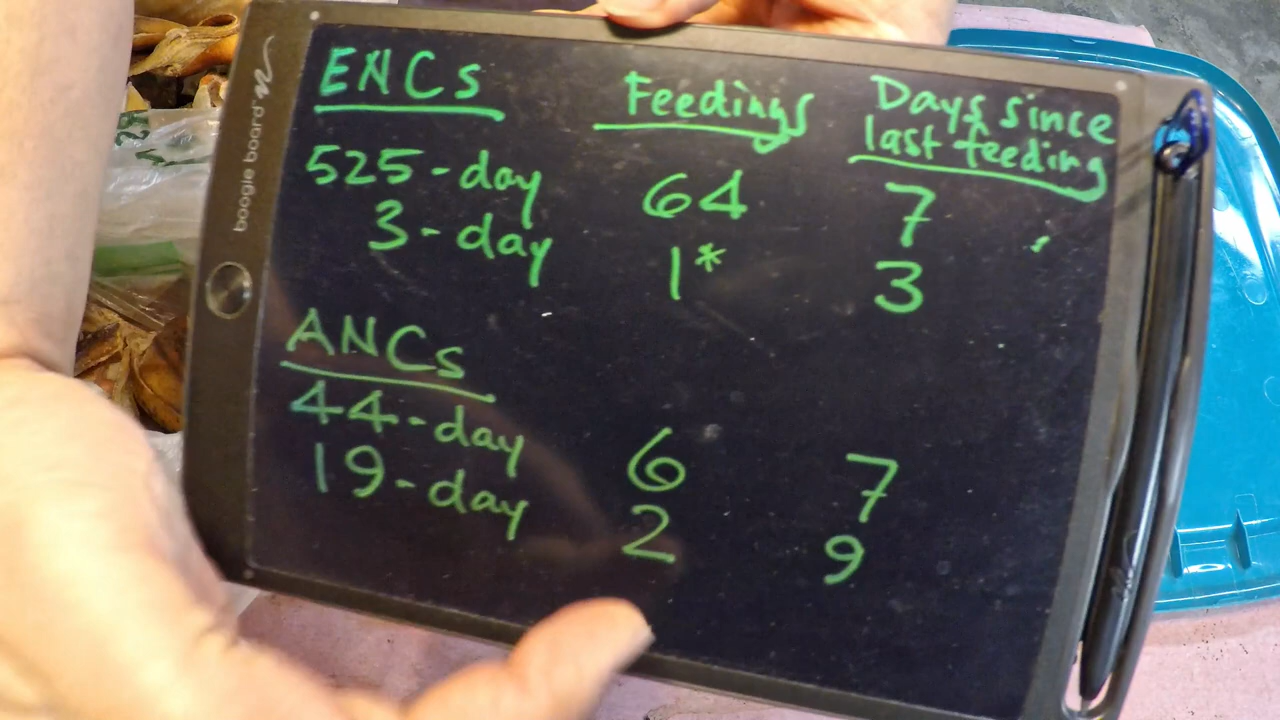 ENCs Feedings Days since
last feeding
525-day 64 7
3-day 1* 3
ANCs
44-day 6 7
19-day 2 9
boogie board